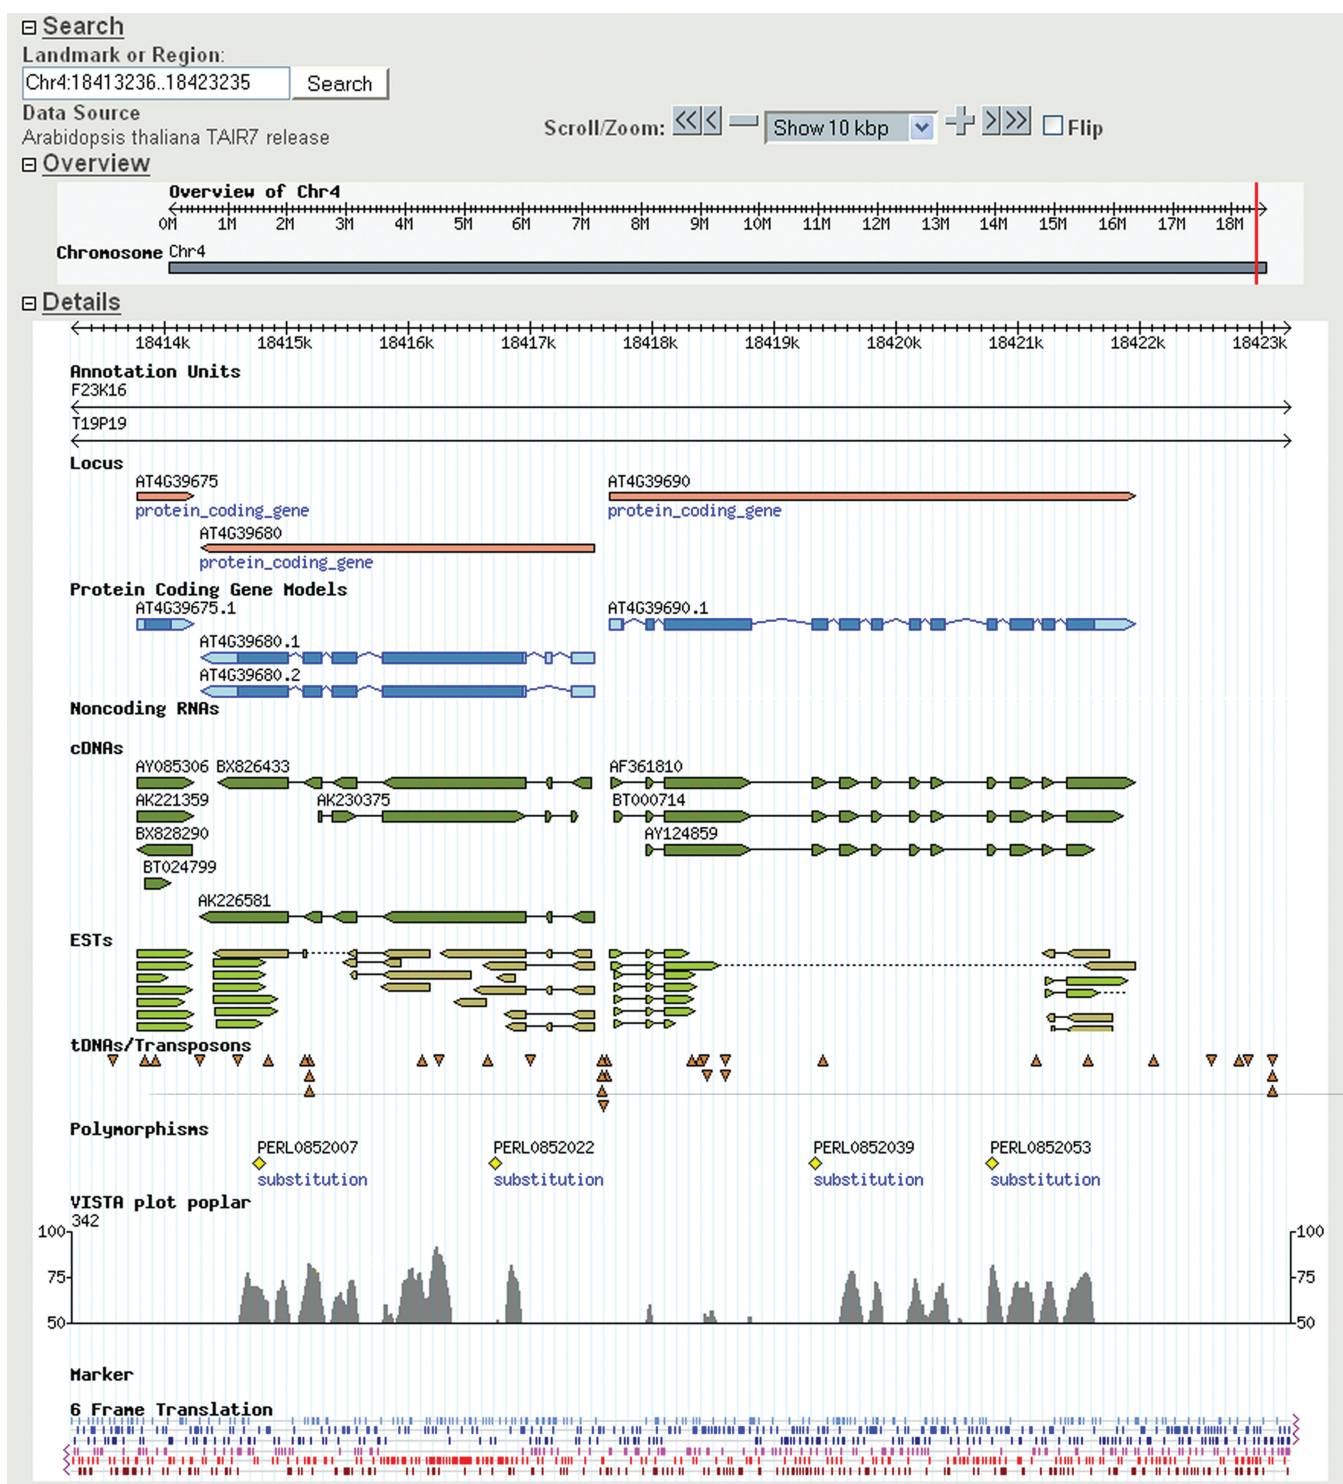 Search
Landmark or Region:
Chr4:18413236..18423235 Search
Data Source
Arabidopsis thaliana TAIR7 release
Scroll/Zoom: << < Show 10 kbp > >> Flip
Overview
Overview of Chr4
0M 1M 2M 3M 4M 5M 6M 7M 8M 9M 10M 11M 12M 13M 14M 15M 16M 17M 18M
Chromosome Chr4
Details
18414k 18415k 18416k 18417k 18418k 18419k 18420k 18421k 18422k 18423k
Annotation Units
F23K16
T19P19
Locus
AT4G39675 AT4G39690
protein_coding_gene protein_coding_gene
AT4G39680
protein_coding_gene
Protein Coding Gene Models
AT4G39675.1 AT4G39690.1
AT4G39680.1
AT4G39680.2
Noncoding RNAs
cDNAs
AY085306 BX826433 AF361810
AK221359 AK230375 BT000714
BX828290 AY124859
BT024799
AK226581
ESTs
tDNAs/Transposons
Polymorphisms
PERL0852007 PERL0852022 PERL0852039 PERL0852053
substitution substitution substitution substitution
VISTA plot poplar
342
100 100
75 75
50 50
Marker
6 Frame Translation